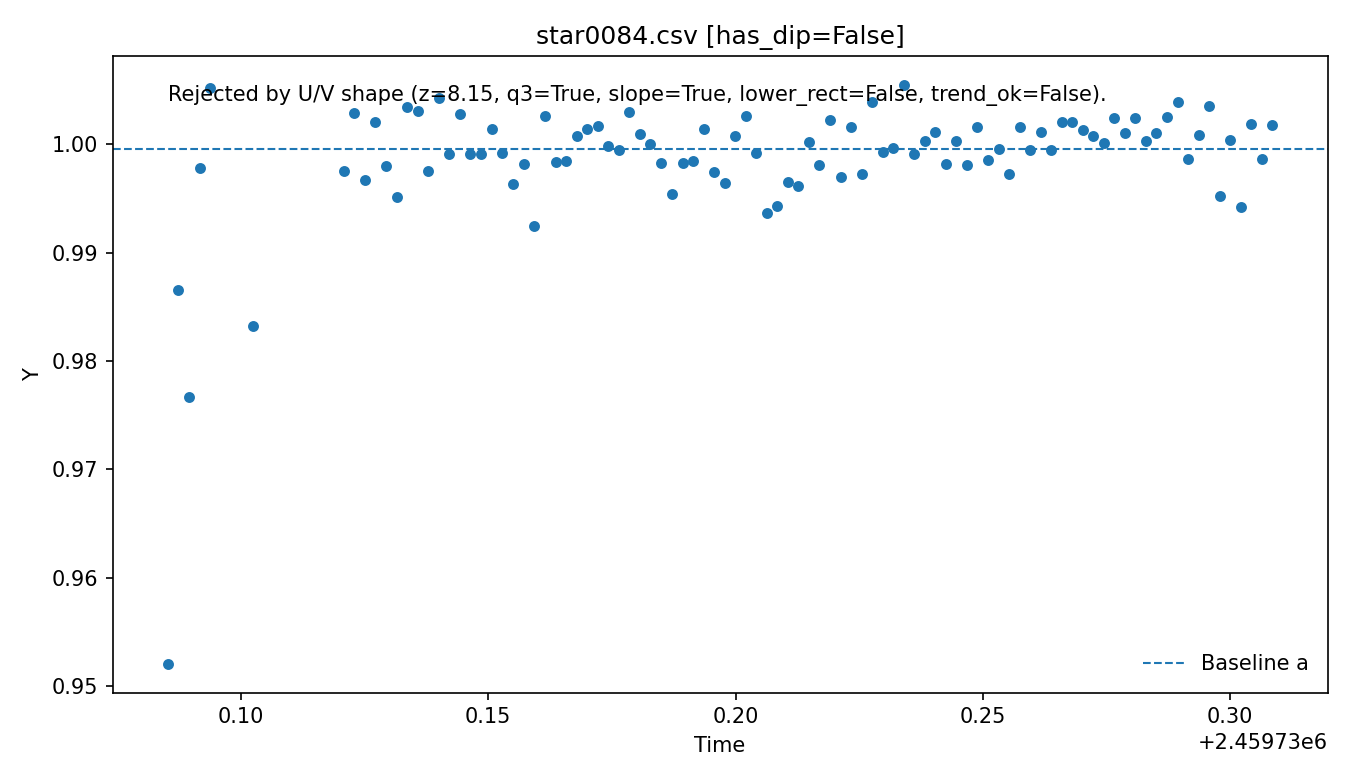 star0084.csv [has_dip=False]
Rejected by U/V shape (z=8.15, q3=True, slope=True, lower_rect=False, trend_ok=False).
1.00
0.99
0.98
0.97
0.96
0.95
Y
Baseline a
0.10 0.15 0.20 0.25 0.30
Time
+2.45973e6